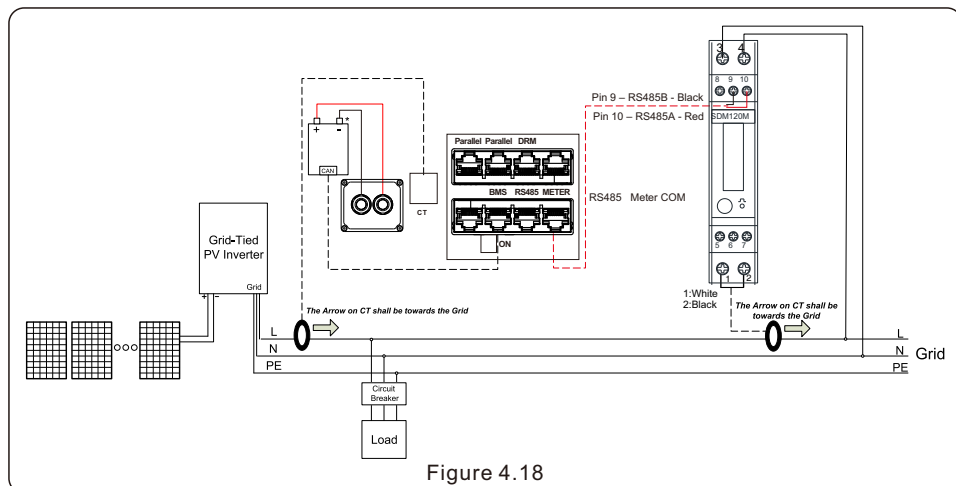 3 4
8 9 10
Pin 9 – RS485B - Black
Pin 10 – RS485A - Red
SDM120M
+ - *
CAN
CT
Parallel Parallel DRM
BMS RS485 METER
ON
RS485 Meter COM
5 6 7
1 2
1:White
2:Black
Grid-Tied
PV Inverter
Grid
+ -
The Arrow on CT shall be towards the Grid
The Arrow on CT shall be
towards the Grid
L
N
PE
L
N
PE
Grid
Circuit
Breaker
Load
Figure 4.18